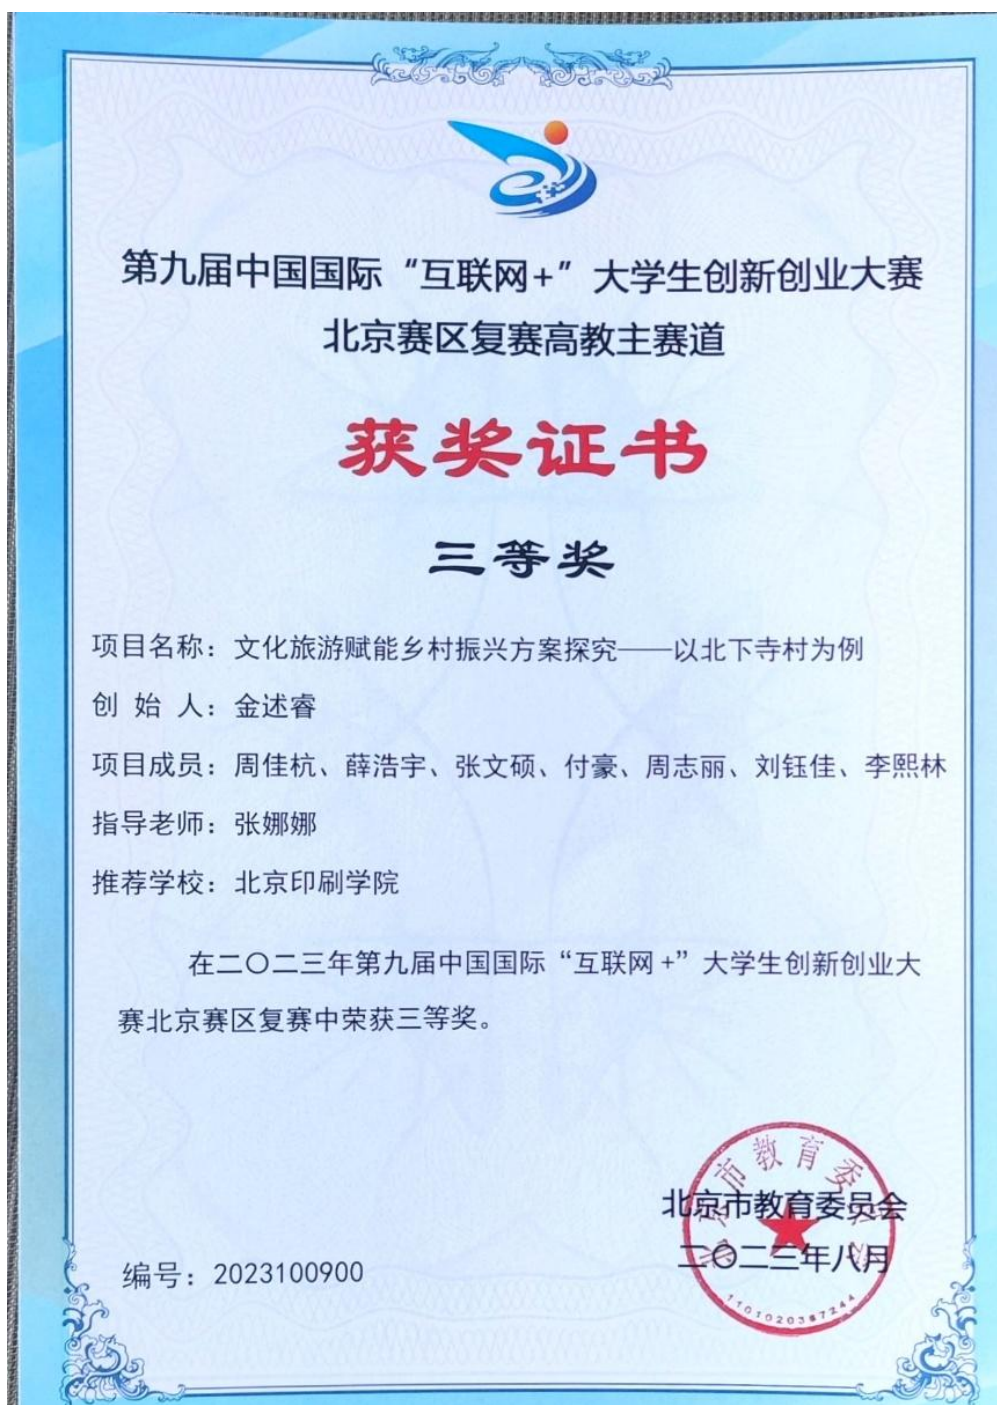 第九届中国国际“互联网+”大学生创新创业大赛
北京赛区复赛高教主赛道
获奖证书
三等奖
项目名称：文化旅游赋能乡村振兴方案探究——以北下寺村为例
创 始 人：金述睿
项目成员：周佳杭、薛浩宇、张文硕、付豪、周志丽、刘钰佳、李熙林
指导老师：张娜娜
推荐学校：北京印刷学院
在二〇二三年第九届中国国际“互联网+”大学生创新创业大
赛北京赛区复赛中荣获三等奖。
北京市教育委员会
二〇二三年八月
编号：2023100900
北京市教育委员会